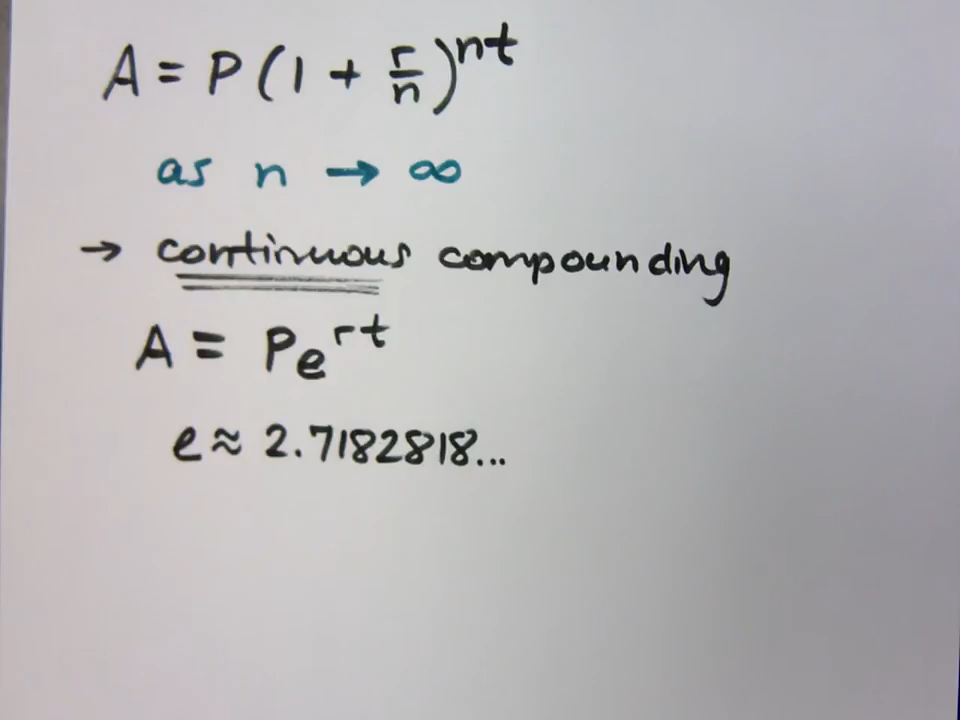 A = P(1 + r/n)^nt
as n → ∞
→ continuous compounding
A = Pe^rt
e ≈ 2.7182818...